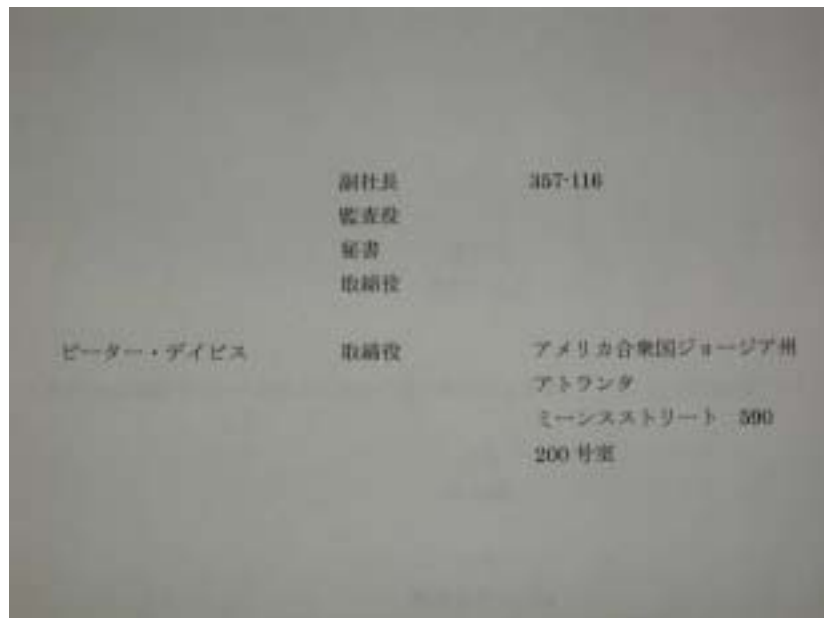 副社長 357-116
監査役
秘書
取締役
ピーター・デイビス 取締役 アメリカ合衆国ジョージア州
アトランタ
ミーンスストリート 590
200 号室